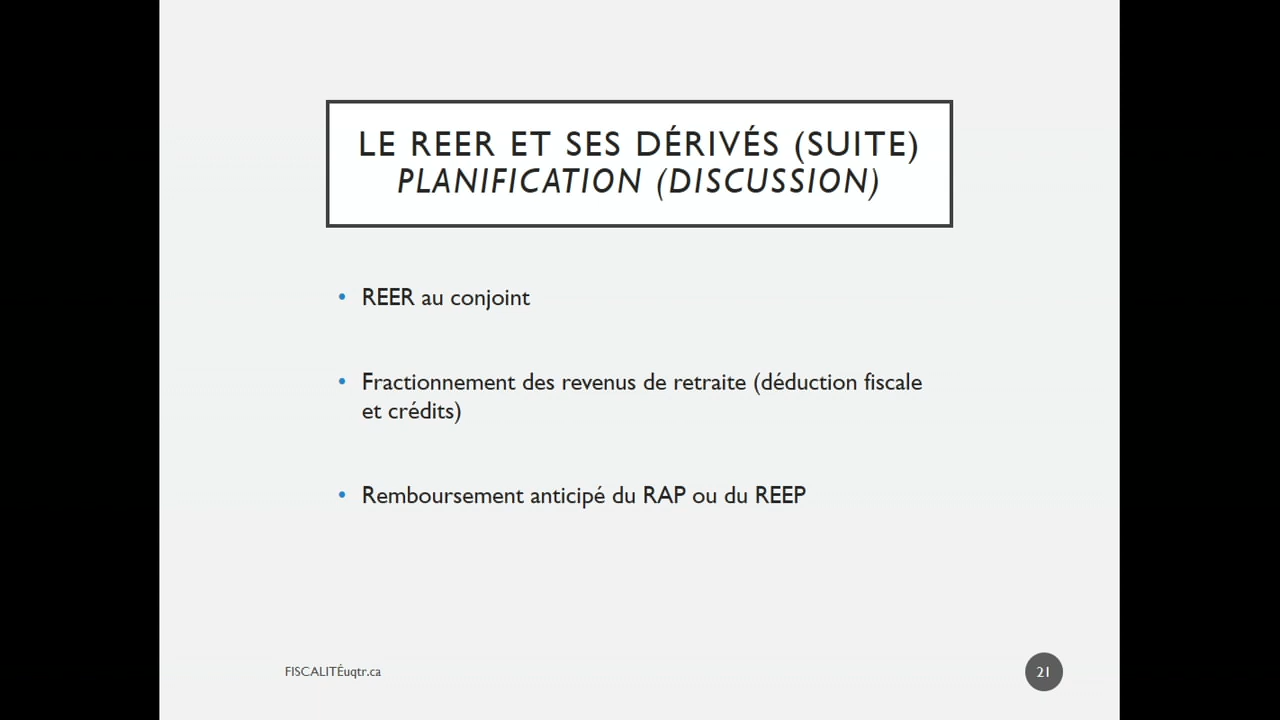 LE REER ET SES DÉRIVÉS (SUITE)
PLANIFICATION (DISCUSSION)
• REER au conjoint
• Fractionnement des revenus de retraite (déduction fiscale
et crédits)
• Remboursement anticipé du RAP ou du REEP
FISCALITÉuqtr.ca
21